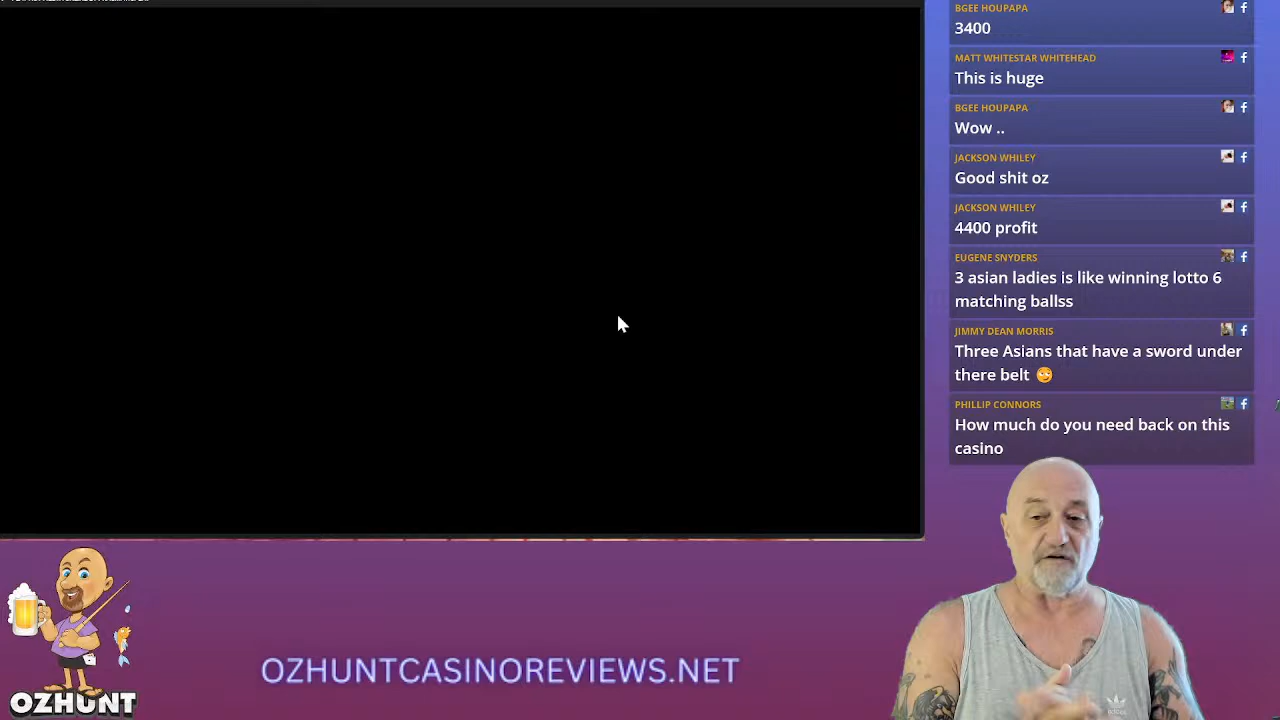 BGEE HOUPAPA
3400
MATT WHITESTAR WHITEHEAD
This is huge
BGEE HOUPAPA
Wow ..
JACKSON WHILEY
Good shit oz
JACKSON WHILEY
4400 profit
EUGENE SNYDERS
3 asian ladies is like winning lotto 6
matching ballss
JIMMY DEAN MORRIS
Three Asians that have a sword under
there belt
PHILLIP CONNORS
How much do you need back on this
casino
OZHUNT
OZHUNTCASINOREVIEWS.NET